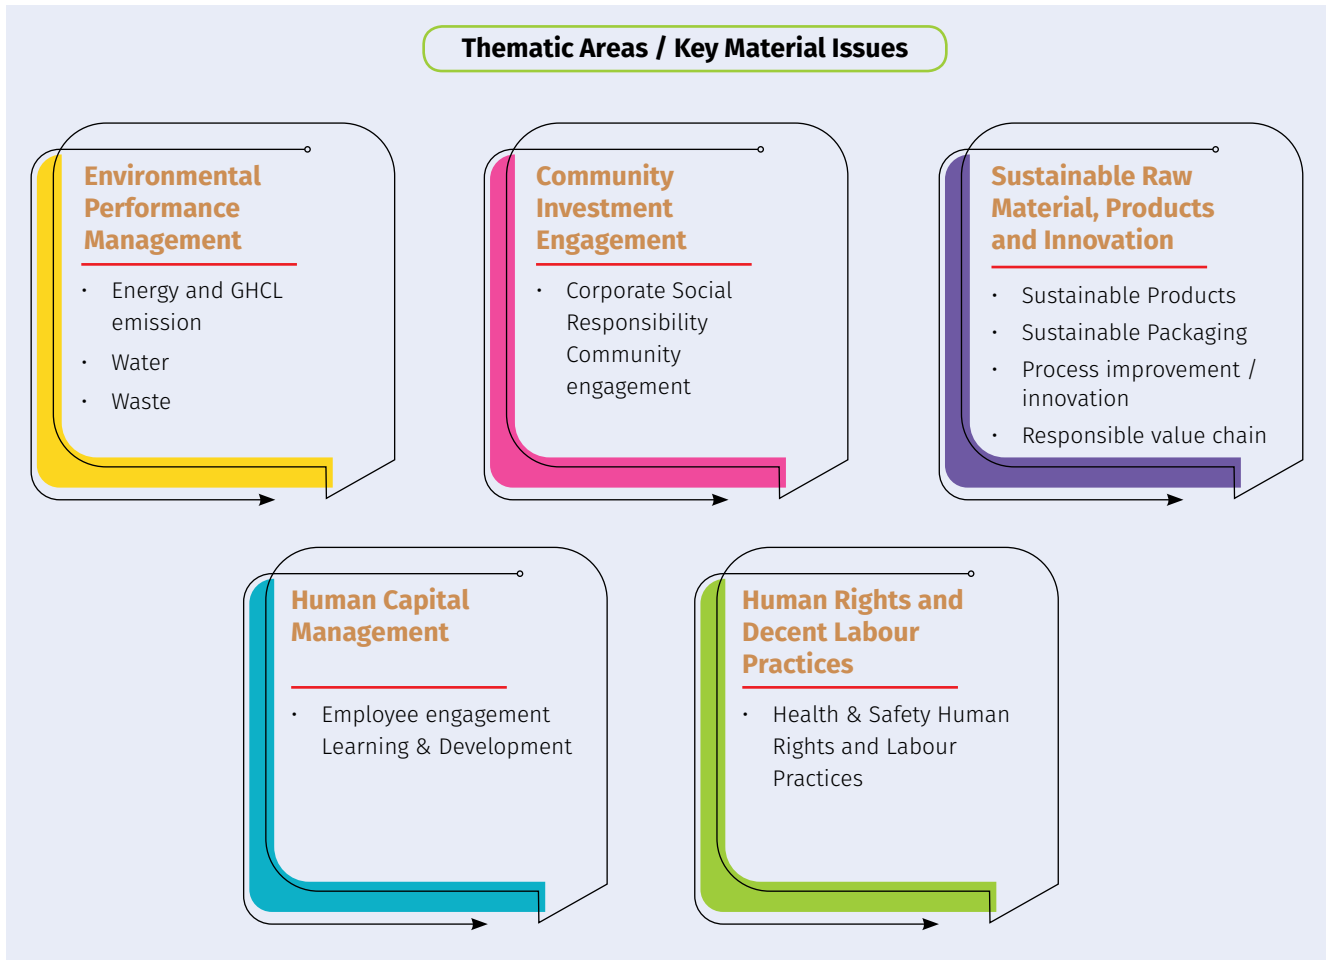 Thematic Areas / Key Material Issues
Environmental
Performance
Management
• Energy and GHCL
emission
• Water
• Waste
Community
Investment
Engagement
• Corporate Social
Responsibility
Community
engagement
Sustainable Raw
Material, Products
and Innovation
• Sustainable Products
• Sustainable Packaging
• Process improvement /
innovation
• Responsible value chain
Human Capital
Management
• Employee engagement
Learning & Development
Human Rights and
Decent Labour
Practices
• Health & Safety Human
Rights and Labour
Practices